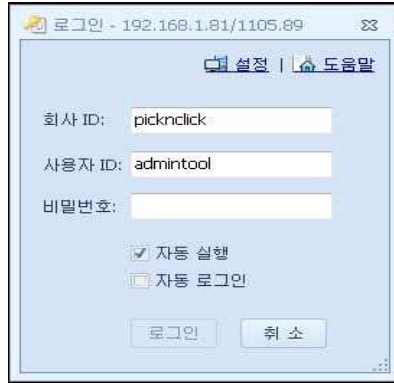 로그인 - 192.168.1.81/1105.89
설정 | 도움말
회사 ID: picknclick
사용자 ID: admintool
비밀번호:
자동 실행
자동 로그인
로그인 취 소